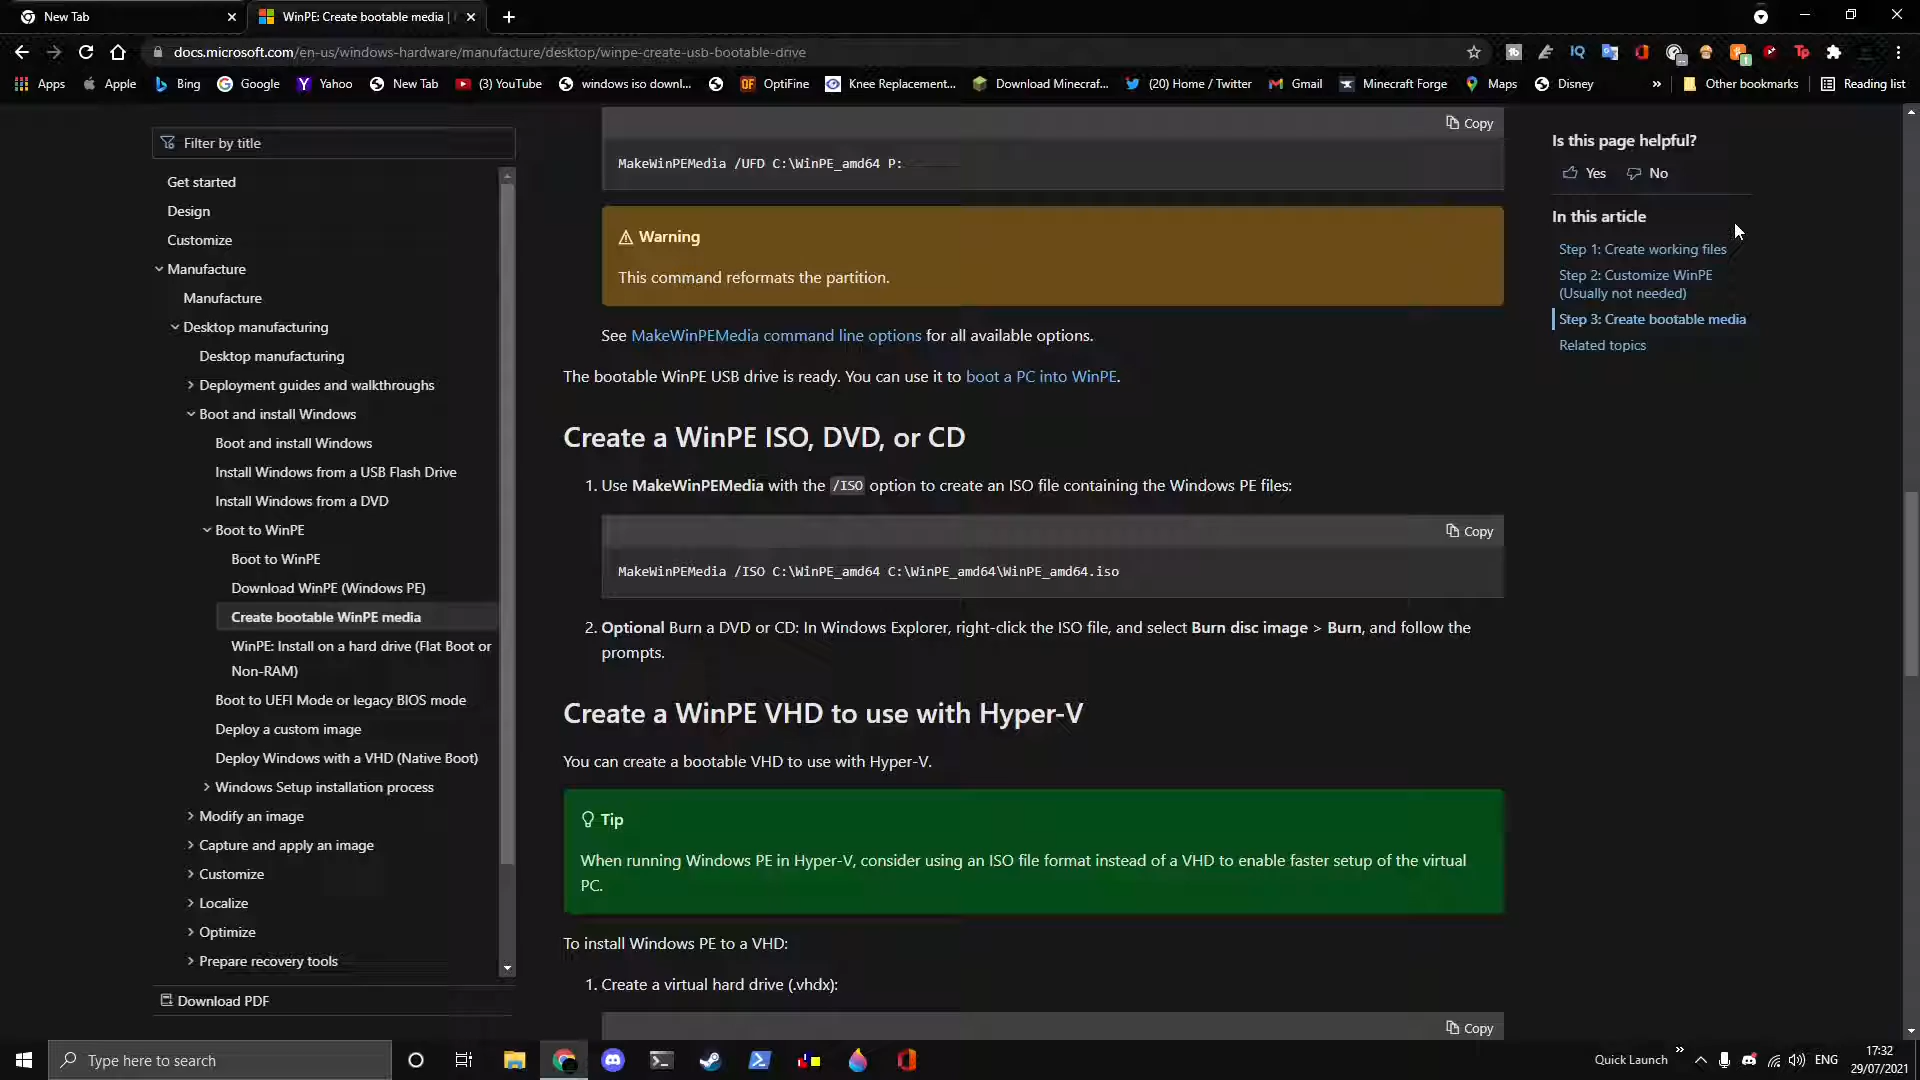 New Tab
WinPE: Create bootable media |
docs.microsoft.com/en-us/windows-hardware/manufacture/desktop/winpe-create-usb-bootable-drive
Apps Apple Bing Google Yahoo New Tab (3) YouTube windows iso downl... OptiFine Knee Replacement... Download Minecraf... (20) Home / Twitter Gmail Minecraft Forge Maps Disney » Other bookmarks Reading list
Filter by title
Get started
Design
Customize
Manufacture
Manufacture
Desktop manufacturing
Desktop manufacturing
Deployment guides and walkthroughs
Boot and install Windows
Boot and install Windows
Install Windows from a USB Flash Drive
Install Windows from a DVD
Boot to WinPE
Boot to WinPE
Download WinPE (Windows PE)
Create bootable WinPE media
WinPE: Install on a hard drive (Flat Boot or
Non-RAM)
Boot to UEFI Mode or legacy BIOS mode
Deploy a custom image
Deploy Windows with a VHD (Native Boot)
Windows Setup installation process
Modify an image
Capture and apply an image
Customize
Localize
Optimize
Prepare recovery tools
Download PDF
Copy
MakeWinPEMedia /UFD C:\WinPE_amd64 P:
Warning
This command reformats the partition.
See MakeWinPEMedia command line options for all available options.
The bootable WinPE USB drive is ready. You can use it to boot a PC into WinPE.
Create a WinPE ISO, DVD, or CD
1. Use MakeWinPEMedia with the /ISO option to create an ISO file containing the Windows PE files:
Copy
MakeWinPEMedia /ISO C:\WinPE_amd64 C:\WinPE_amd64\WinPE_amd64.iso
2. Optional Burn a DVD or CD: In Windows Explorer, right-click the ISO file, and select Burn disc image > Burn, and follow the
prompts.
Create a WinPE VHD to use with Hyper-V
You can create a bootable VHD to use with Hyper-V.
Tip
When running Windows PE in Hyper-V, consider using an ISO file format instead of a VHD to enable faster setup of the virtual
PC.
To install Windows PE to a VHD:
1. Create a virtual hard drive (.vhdx):
Copy
Is this page helpful?
Yes No
In this article
Step 1: Create working files
Step 2: Customize WinPE
(Usually not needed)
Step 3: Create bootable media
Related topics
Type here to search
Quick Launch » ENG
17:32
29/07/2021